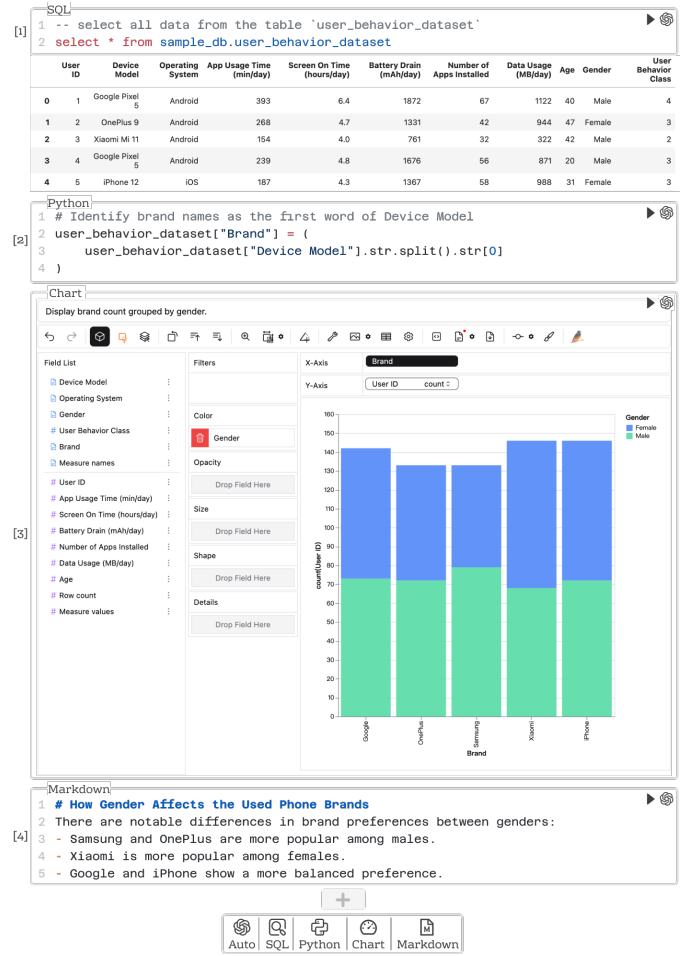 SQL
[1]
1 -- select all data from the table `user_behavior_dataset`
2 select * from sample_db.user_behavior_dataset
User ID Device Model Operating System App Usage Time (min/day) Screen On Time (hours/day) Battery Drain (mAh/day) Number of Apps Installed Data Usage (MB/day) Age Gender User Behavior Class
0 1 Google Pixel 5 Android 393 6.4 1872 67 1122 40 Male 4
1 2 OnePlus 9 Android 268 4.7 1331 42 944 47 Female 3
2 3 Xiaomi Mi 11 Android 154 4.0 761 32 322 42 Male 2
3 4 Google Pixel 5 Android 239 4.8 1676 56 871 20 Male 3
4 5 iPhone 12 iOS 187 4.3 1367 58 988 31 Female 3
Python
[2]
1 # Identify brand names as the first word of Device Model
2 user_behavior_dataset["Brand"] = (
3 user_behavior_dataset["Device Model"].str.split().str[0]
4 )
Chart
[3]
Display brand count grouped by gender.
Field List
Device Model
Operating System
Gender
# User Behavior Class
Brand
Measure names
# User ID
# App Usage Time (min/day)
# Screen On Time (hours/day)
# Battery Drain (mAh/day)
# Number of Apps Installed
# Data Usage (MB/day)
# Age
# Row count
# Measure values
Filters
Color
Gender
Opacity
Drop Field Here
Size
Drop Field Here
Shape
Drop Field Here
Details
Drop Field Here
X-Axis Brand
Y-Axis User ID count
160
150
140
130
120
110
100
90
80
70
60
50
40
30
20
10
0
count(User ID)
Google
OnePlus
Samsung
Xiaomi
iPhone
Brand
Gender
Female
Male
Markdown
[4]
1 # How Gender Affects the Used Phone Brands
2 There are notable differences in brand preferences between genders:
3 - Samsung and OnePlus are more popular among males.
4 - Xiaomi is more popular among females.
5 - Google and iPhone show a more balanced preference.
+
Auto SQL Python Chart Markdown